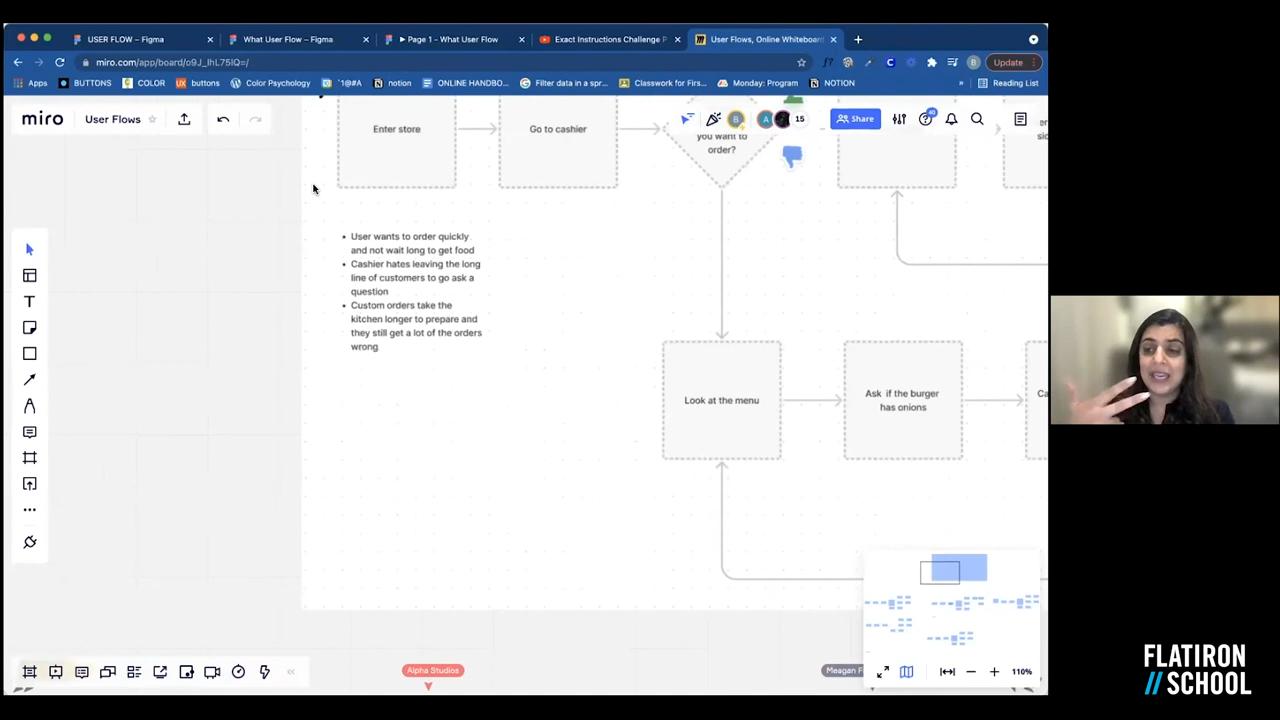 USER FLOW – Figma
What User Flow – Figma
Page 1 - What User Flow
Exact Instructions Challenge P
User Flows, Online Whiteboard
miro.com/app/board/o9J_lhL75IQ=/
Update
Apps
BUTTONS
COLOR
buttons
Color Psychology
`1@#A
notion
ONLINE HANDBO...
Filter data in a spr...
Classwork for Firs...
Monday: Program
NOTION
Reading List
miro
User Flows
15
Share
Enter store
Go to cashier
you want to
order?
User wants to order quickly
and not wait long to get food
Cashier hates leaving the long
line of customers to go ask a
question
Custom orders take the
kitchen longer to prepare and
they still get a lot of the orders
wrong
Look at the menu
Ask if the burger
has onions
Ca
Alpha Studios
Meagan F
110%
FLATIRON
// SCHOOL